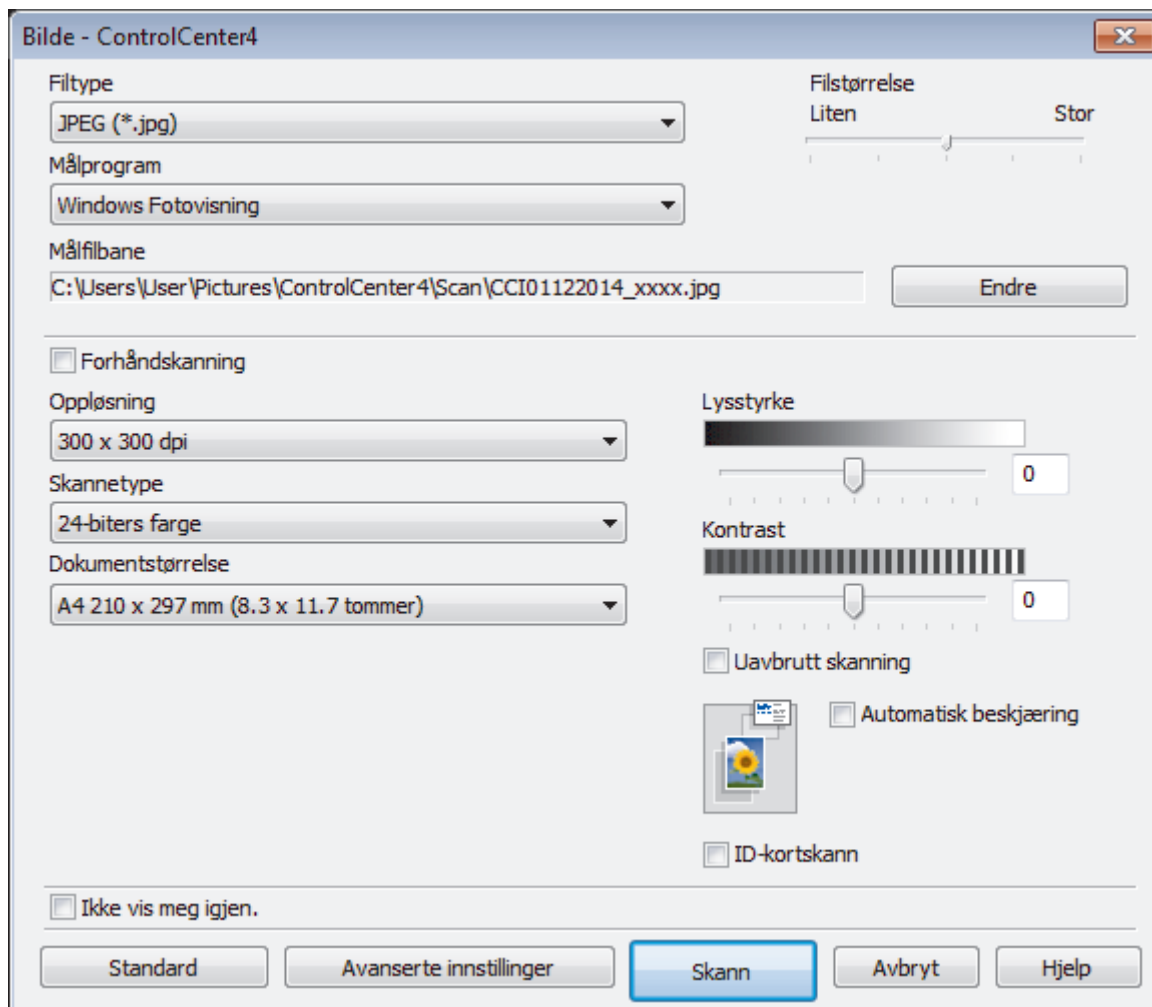 Bilde - ControlCenter4
Filtype
Filstørrelse
JPEG (*.jpg)
Liten Stor
Målprogram
Windows Fotovisning
Målfilbane
C:\Users\User\Pictures\ControlCenter4\Scan\CCI01122014_xxxx.jpg
Endre
Forhåndskanning
Oppløsning
Lysstyrke
300 x 300 dpi
0
Skannetype
24-biters farge
Kontrast
Dokumentstørrelse
A4 210 x 297 mm (8.3 x 11.7 tommer)
0
Uavbrutt skanning
Automatisk beskjæring
ID-kortskann
Ikke vis meg igjen.
Standard Avanserte innstillinger Skann Avbryt Hjelp